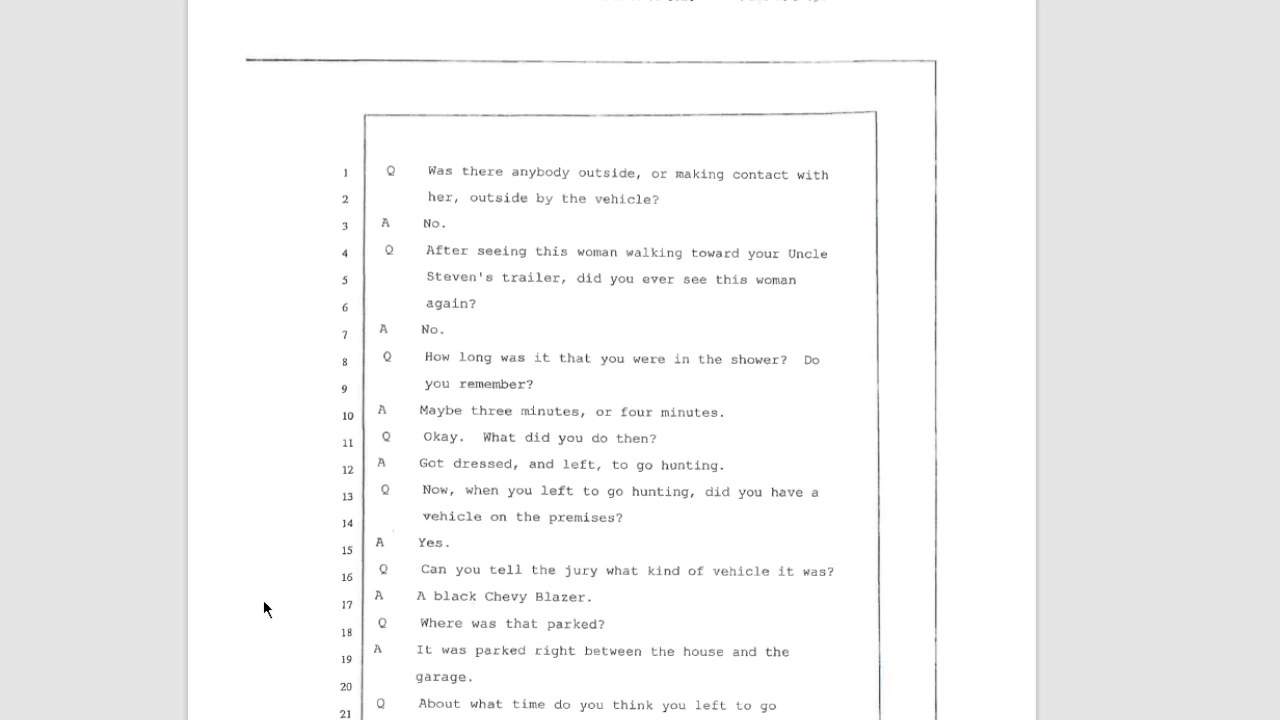 1 Q Was there anybody outside, or making contact with
2 her, outside by the vehicle?
3 A No.
4 Q After seeing this woman walking toward your Uncle
5 Steven's trailer, did you ever see this woman
6 again?
7 A No.
8 Q How long was it that you were in the shower? Do
9 you remember?
10 A Maybe three minutes, or four minutes.
11 Q Okay. What did you do then?
12 A Got dressed, and left, to go hunting.
13 Q Now, when you left to go hunting, did you have a
14 vehicle on the premises?
15 A Yes.
16 Q Can you tell the jury what kind of vehicle it was?
17 A A black Chevy Blazer.
18 Q Where was that parked?
19 A It was parked right between the house and the
20 garage.
21 Q About what time do you think you left to go